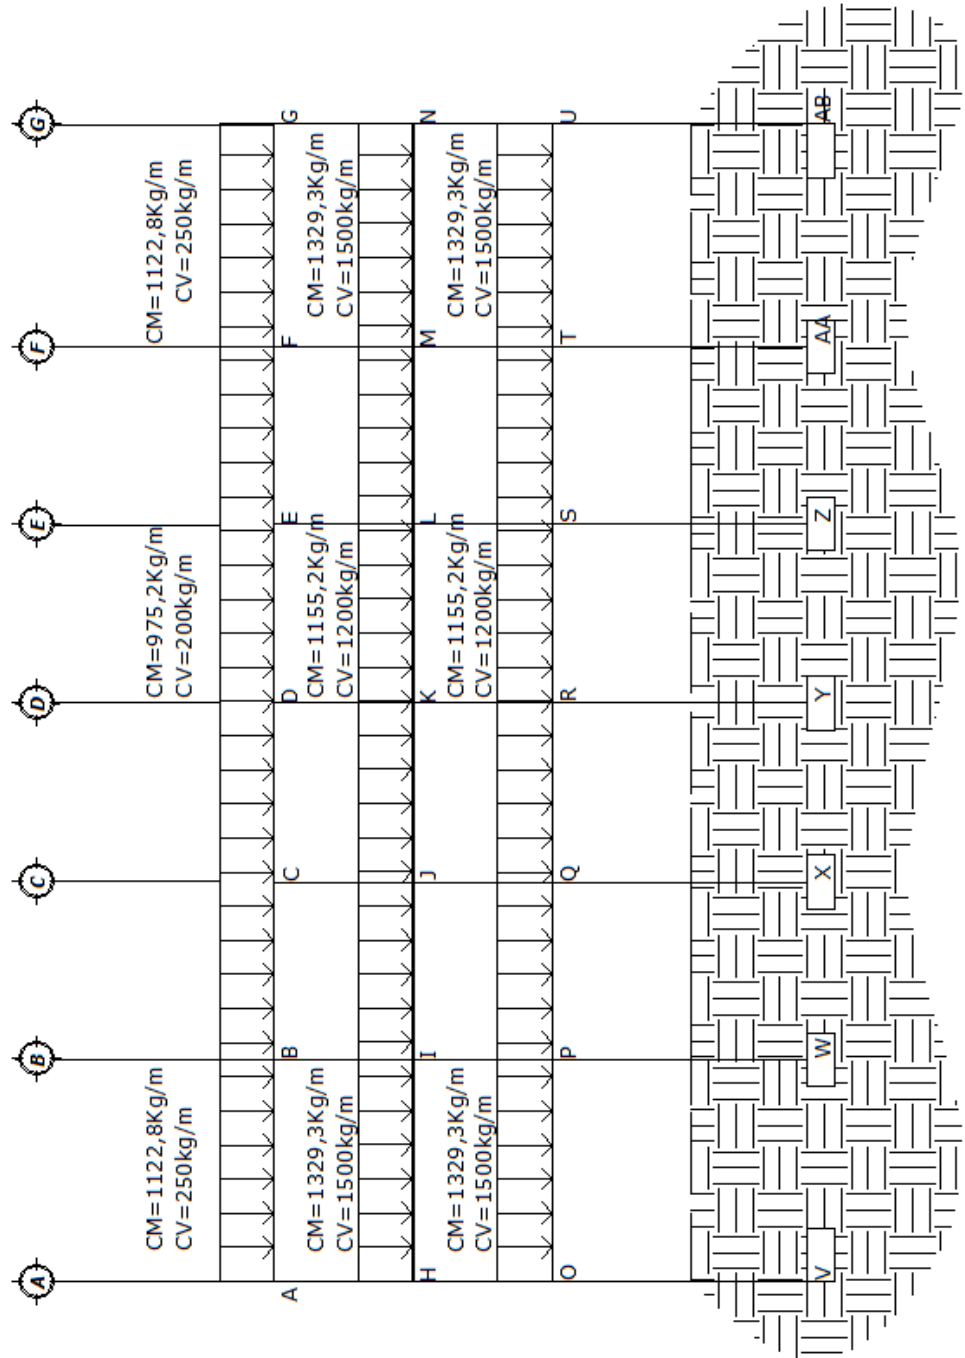 A B C D E F G
CM=1122,8Kg/m
CV=250kg/m
CM=975,2Kg/m
CV=200kg/m
CM=1122,8Kg/m
CV=250kg/m
A B C D E F G
CM=1329,3Kg/m
CV=1500kg/m
CM=1155,2Kg/m
CV=1200kg/m
CM=1329,3Kg/m
CV=1500kg/m
H I J K L M N
CM=1329,3Kg/m
CV=1500kg/m
CM=1155,2Kg/m
CV=1200kg/m
CM=1329,3Kg/m
CV=1500kg/m
O P Q R S T U
V W X Y Z AA AB